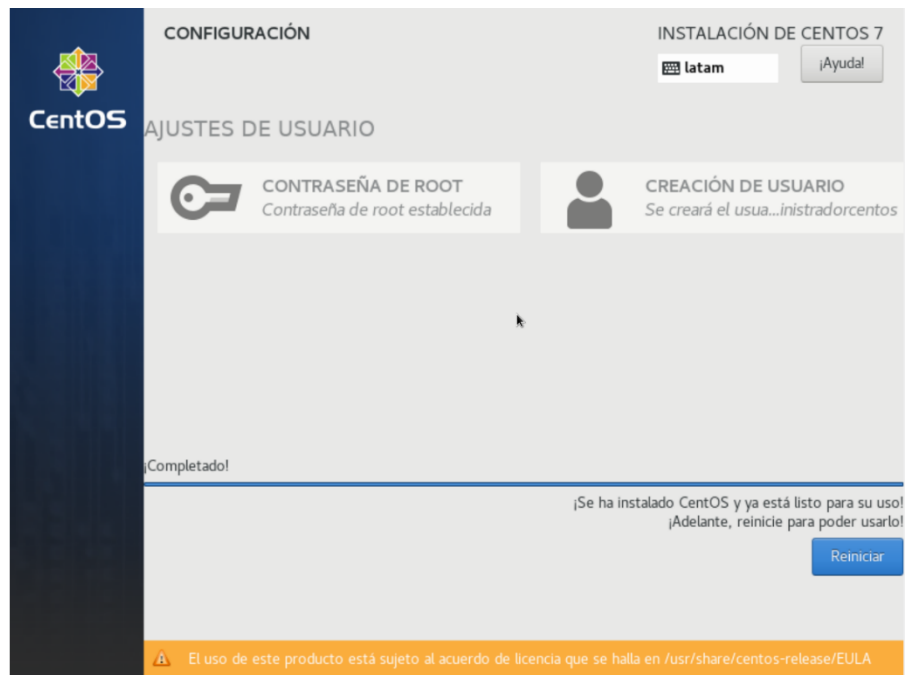 CONFIGURACIÓN
INSTALACIÓN DE CENTOS 7
latam
¡Ayuda!
CentOS
AJUSTES DE USUARIO
CONTRASEÑA DE ROOT
Contraseña de root establecida
CREACIÓN DE USUARIO
Se creará el usua...inistradorcentos
¡Completado!
¡Se ha instalado CentOS y ya está listo para su uso!
¡Adelante, reinicie para poder usarlo!
Reiniciar
El uso de este producto está sujeto al acuerdo de licencia que se halla en /usr/share/centos-release/EULA